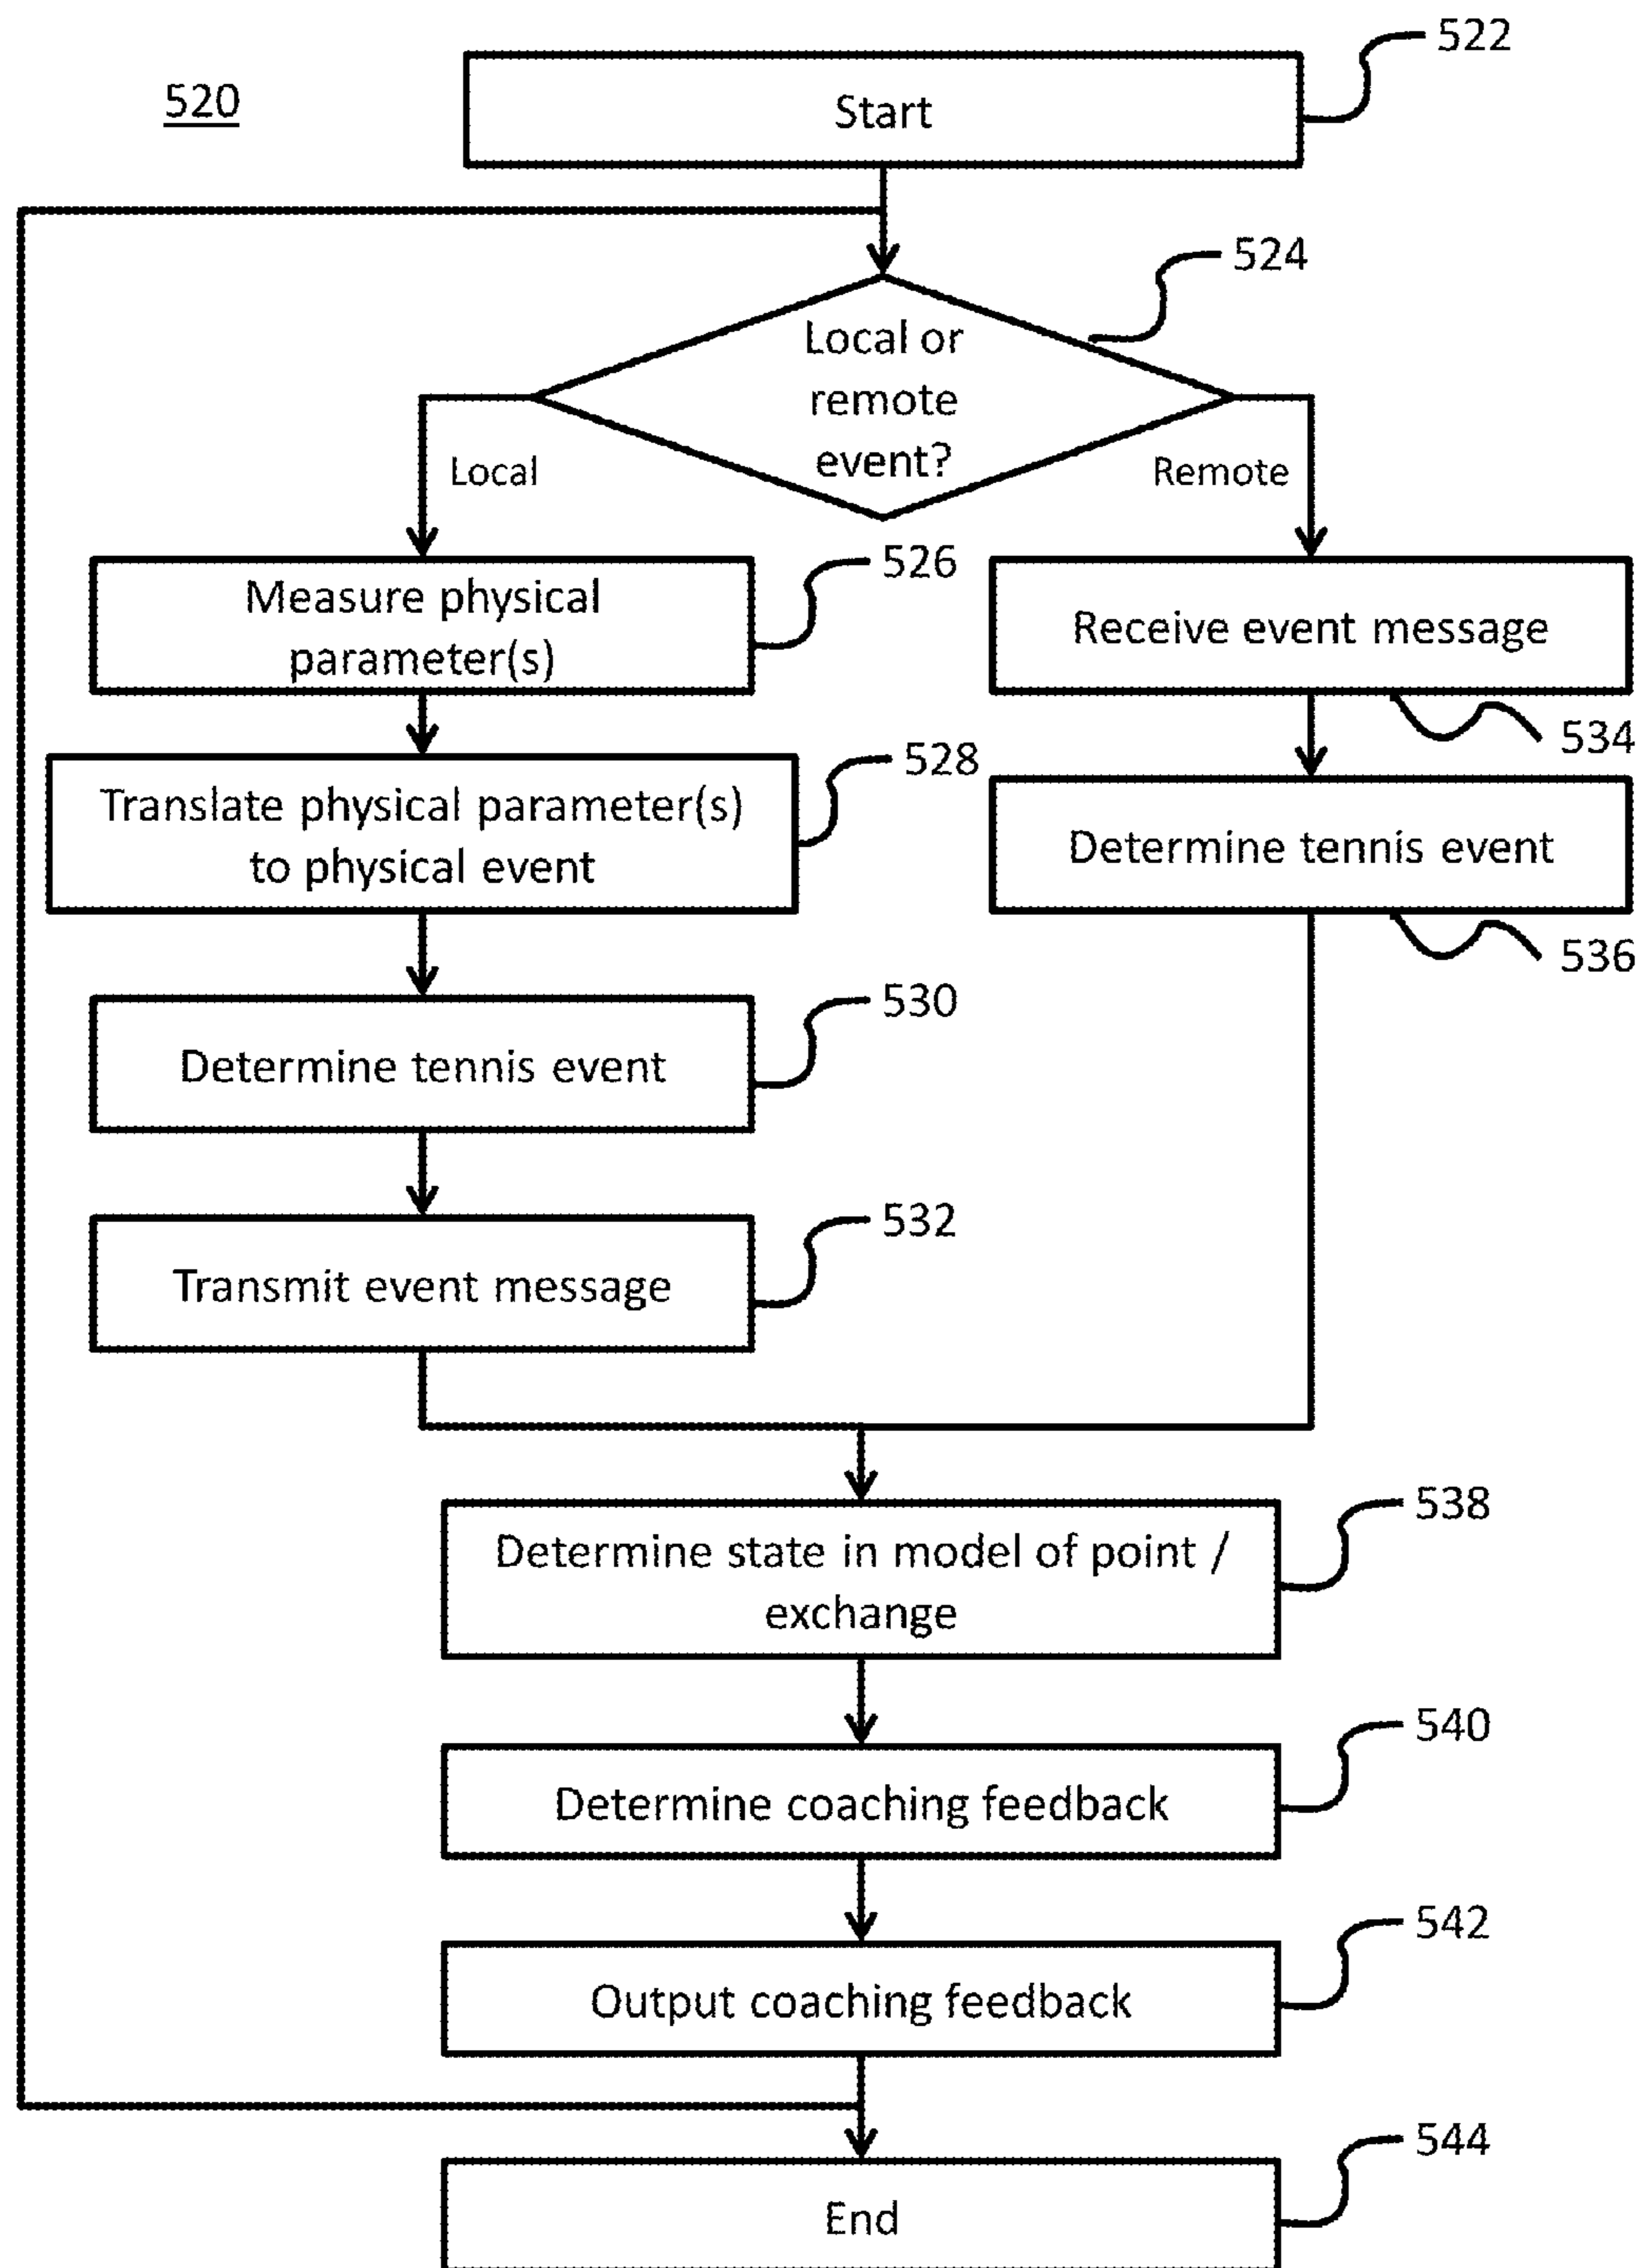 522
520
Start
524
Local or
remote
event?
Local
Remote
526
Measure physical
parameter(s)
Receive event message
534
528
Translate physical parameter(s)
to physical event
Determine tennis event
536
530
Determine tennis event
532
Transmit event message
538
Determine state in model of point /
exchange
540
Determine coaching feedback
542
Output coaching feedback
544
End